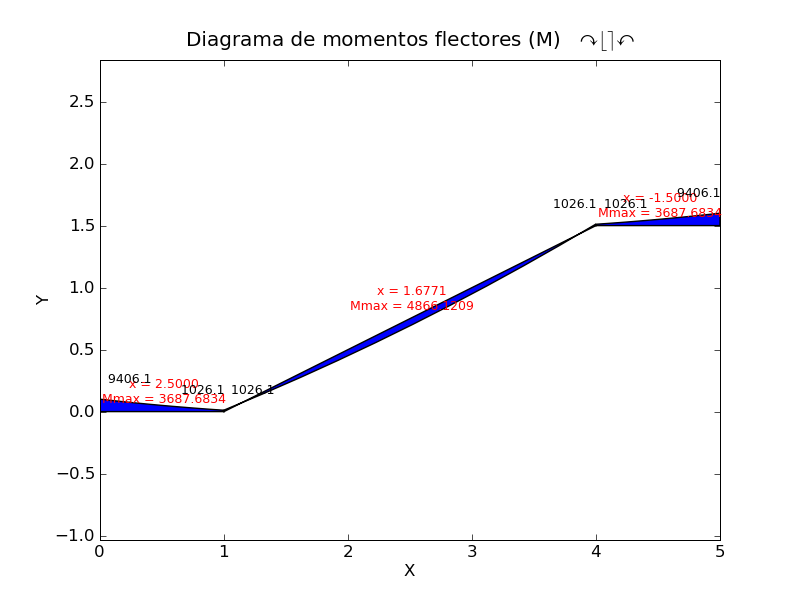 Diagrama de momentos flectores (M) ↷⌊⌉↶
Y
2.5
2.0
1.5
1.0
0.5
0.0
−0.5
−1.0
9406.1
x = -1.5000
1026.1 1026.1
Mmax = 3687.6834
x = 1.6771
Mmax = 4866.1209
9406.1
x = 2.5000
1026.1 1026.1
Mmax = 3687.6834
0 1 2 3 4 5
X